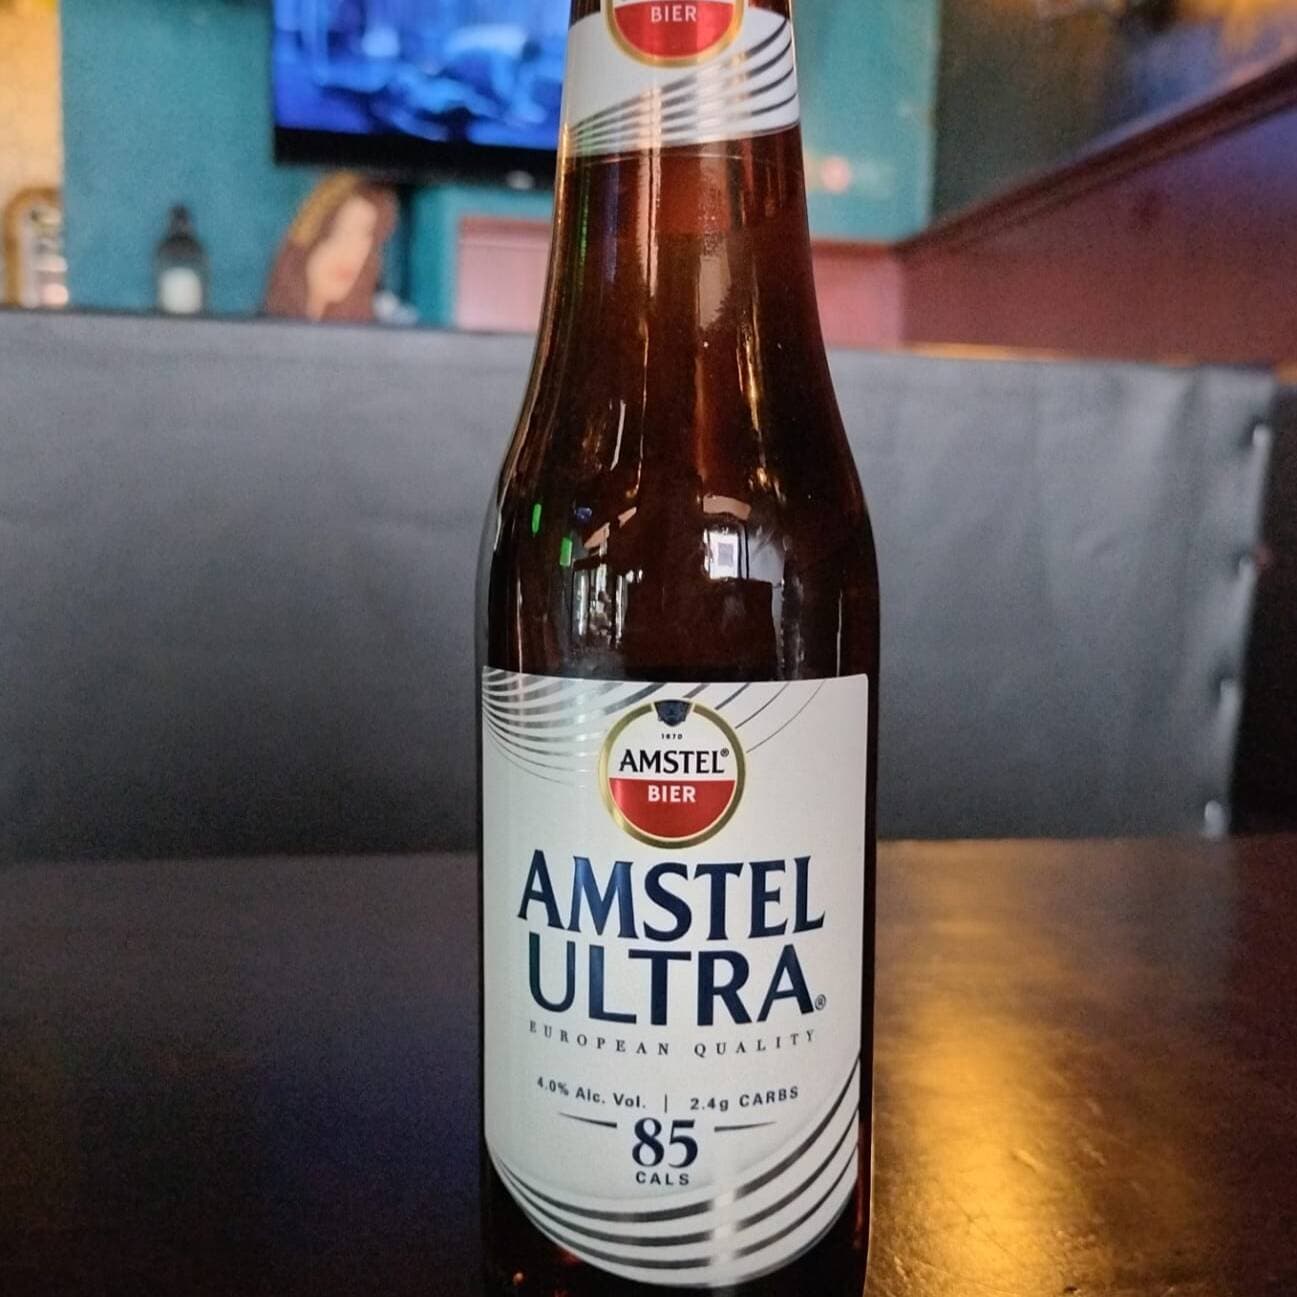 BIER
1870
AMSTEL®
BIER
AMSTEL
ULTRA®
EUROPEAN QUALITY
4.0% Alc. Vol. | 2.4g CARBS
85
CALS